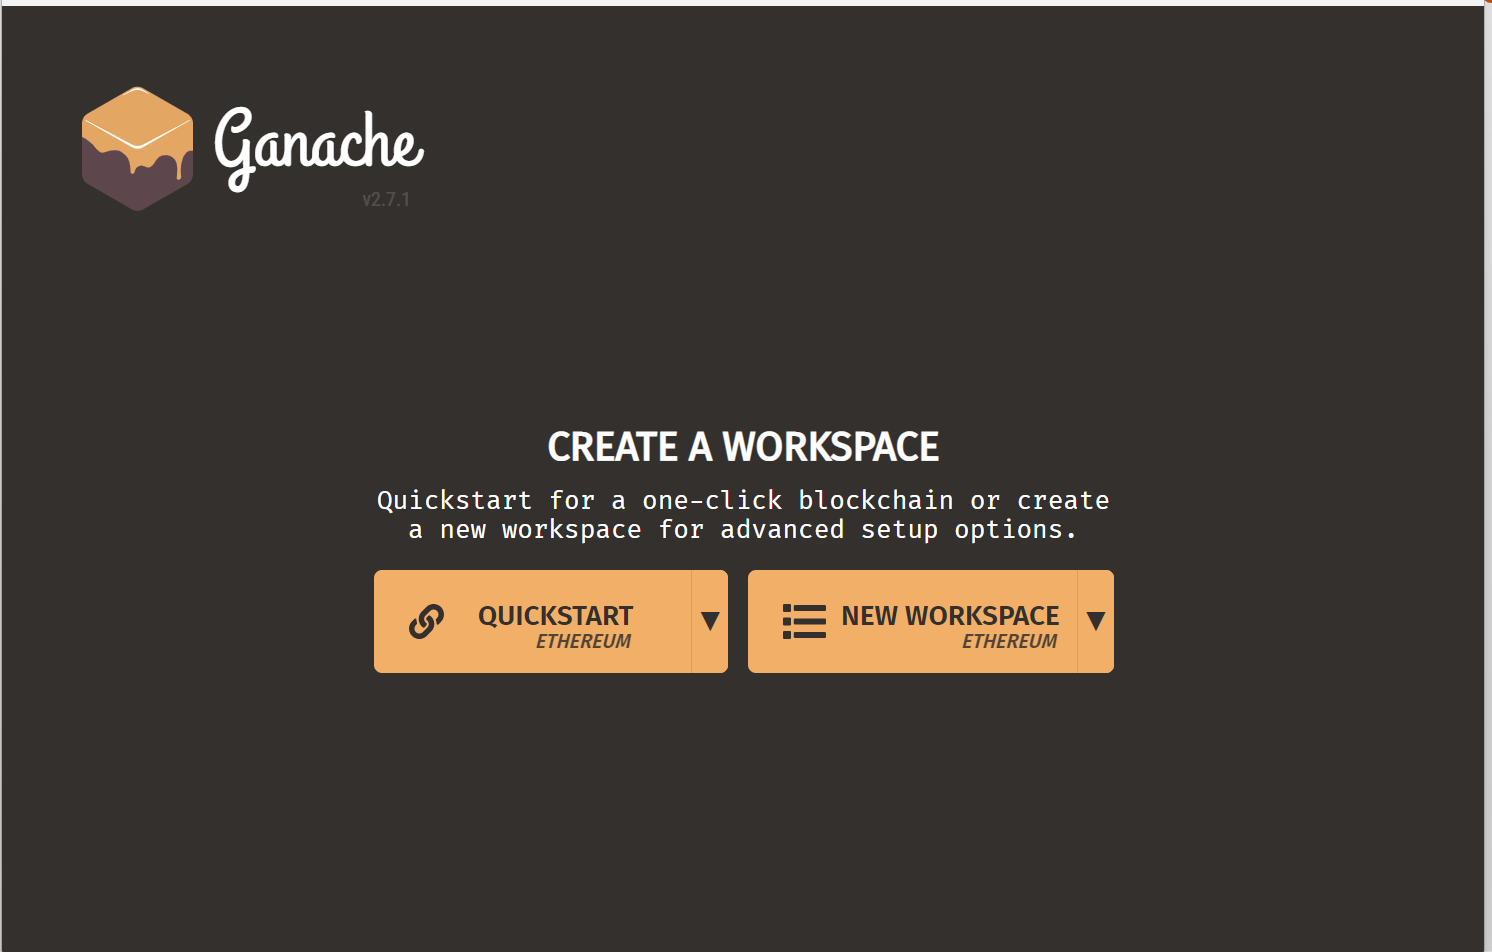 Ganache
v2.7.1
CREATE A WORKSPACE
Quickstart for a one-click blockchain or create
a new workspace for advanced setup options.
QUICKSTART
ETHEREUM
▼
NEW WORKSPACE
ETHEREUM
▼